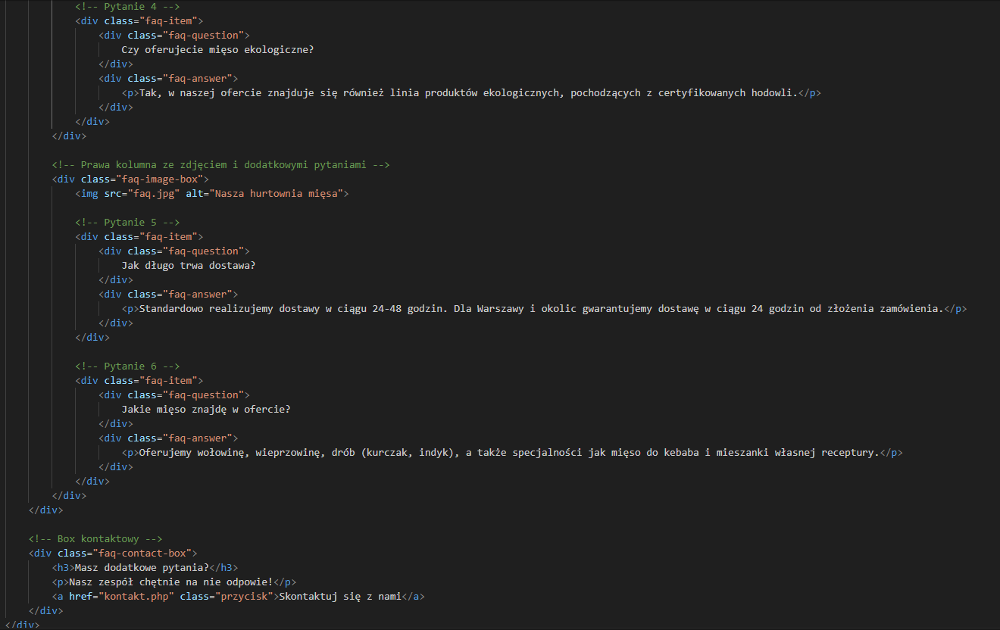 <!-- Pytanie 4 -->
<div class="faq-item">
<div class="faq-question">
Czy oferujecie mięso ekologiczne?
</div>
<div class="faq-answer">
<p>Tak, w naszej ofercie znajduje się również linia produktów ekologicznych, pochodzących z certyfikowanych hodowli.</p>
</div>
</div>
</div>
<!-- Prawa kolumna ze zdjęciem i dodatkowymi pytaniami -->
<div class="faq-image-box">
<img src="faq.jpg" alt="Nasza hurtownia mięsa">
<!-- Pytanie 5 -->
<div class="faq-item">
<div class="faq-question">
Jak długo trwa dostawa?
</div>
<div class="faq-answer">
<p>Standardowo realizujemy dostawy w ciągu 24-48 godzin. Dla Warszawy i okolic gwarantujemy dostawę w ciągu 24 godzin od złożenia zamówienia.</p>
</div>
</div>
<!-- Pytanie 6 -->
<div class="faq-item">
<div class="faq-question">
Jakie mięso znajdę w ofercie?
</div>
<div class="faq-answer">
<p>Oferujemy wołowinę, wieprzowinę, drób (kurczak, indyk), a także specjalności jak mięso do kebaba i mieszanki własnej receptury.</p>
</div>
</div>
</div>
</div>
<!-- Box kontaktowy -->
<div class="faq-contact-box">
<h3>Masz dodatkowe pytania?</h3>
<p>Nasz zespół chętnie na nie odpowie!</p>
<a href="kontakt.php" class="przycisk">Skontaktuj się z nami</a>
</div>
</div>